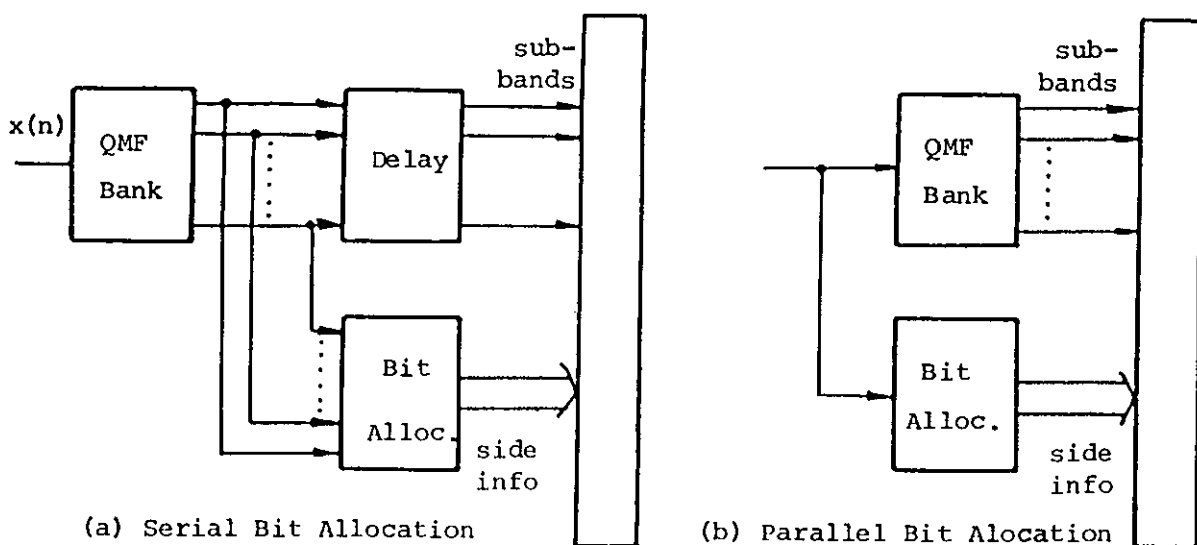 sub-
bands
x(n)
QMF
Bank
Delay
Bit
Alloc.
side
info
(a) Serial Bit Allocation
sub-
bands
QMF
Bank
Bit
Alloc.
side
info
(b) Parallel Bit Alocation